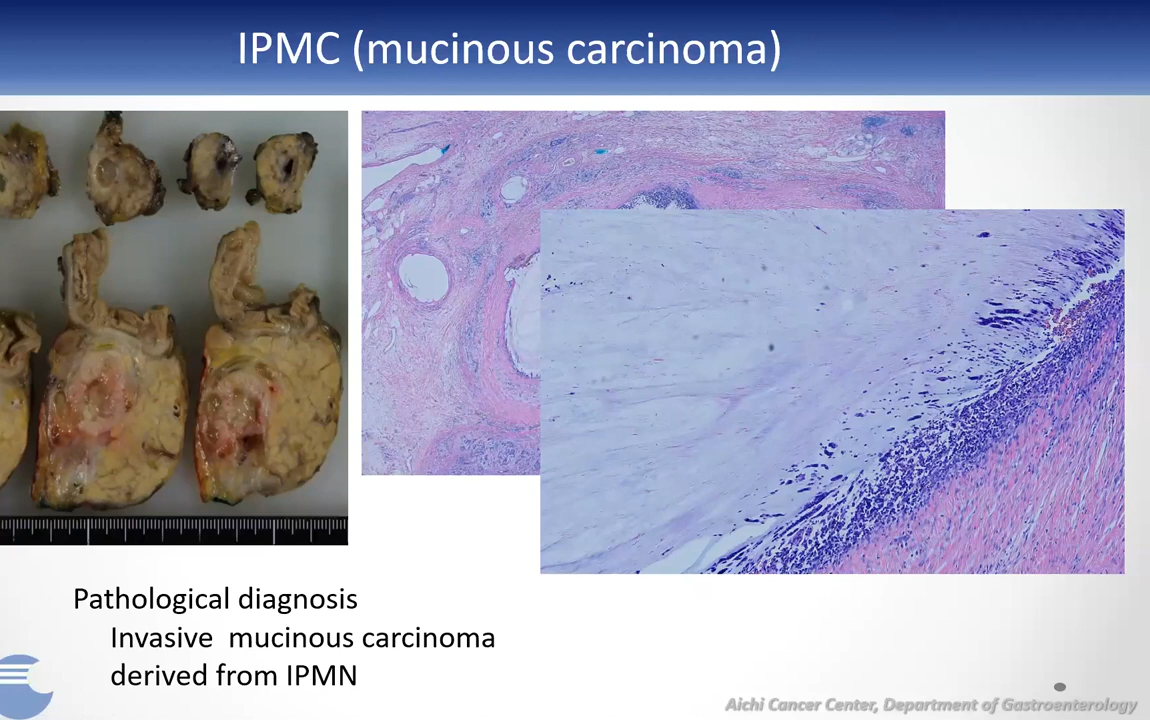 IPMC (mucinous carcinoma)
Pathological diagnosis
Invasive mucinous carcinoma
derived from IPMN
Aichi Cancer Center, Department of Gastroenterology